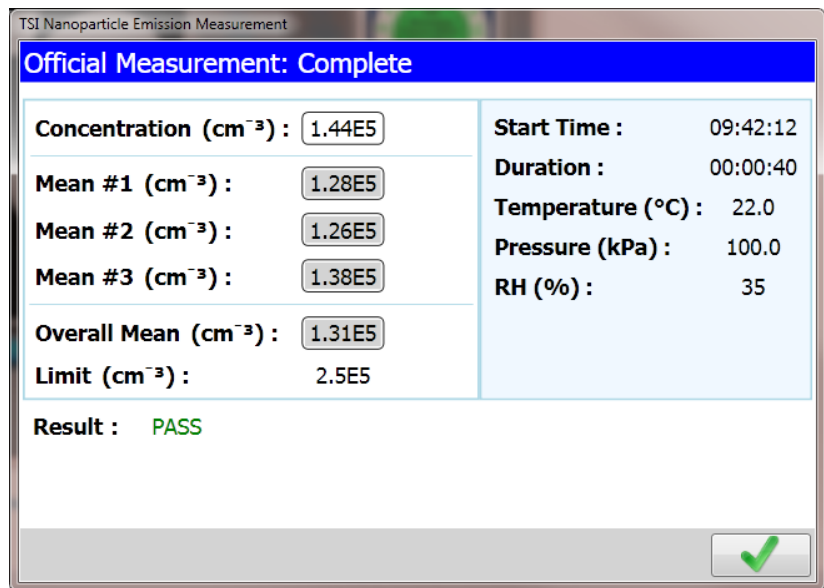 TSI Nanoparticle Emission Measurement
Official Measurement: Complete
Concentration (cm⁻³) : 1.44E5
Mean #1 (cm⁻³) : 1.28E5
Mean #2 (cm⁻³) : 1.26E5
Mean #3 (cm⁻³) : 1.38E5
Overall Mean (cm⁻³) : 1.31E5
Limit (cm⁻³) : 2.5E5
Start Time : 09:42:12
Duration : 00:00:40
Temperature (°C) : 22.0
Pressure (kPa) : 100.0
RH (%) : 35
Result : PASS